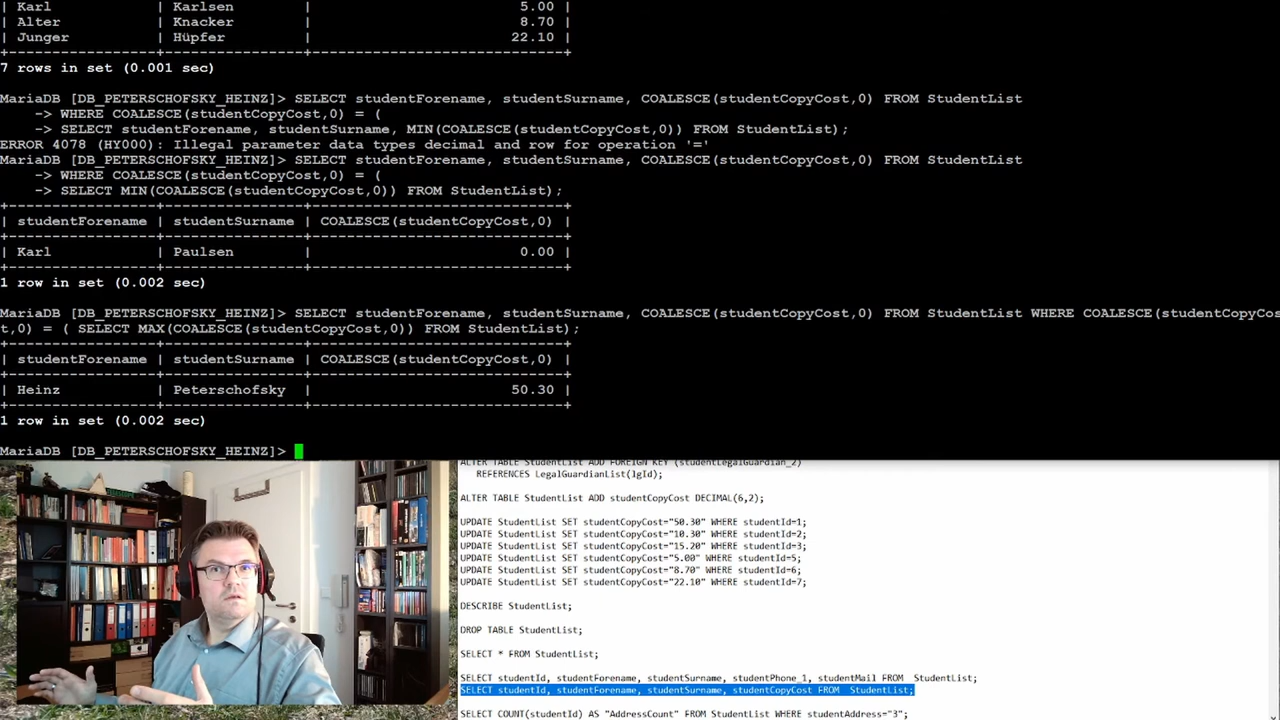 | Karl | Karlsen | 5.00 |
| Alter | Knacker | 8.70 |
| Junger | Hüpfer | 22.10 |
+----------------+----------------+-----------------------------+
7 rows in set (0.001 sec)
MariaDB [DB_PETERSCHOFSKY_HEINZ]> SELECT studentForename, studentSurname, COALESCE(studentCopyCost,0) FROM StudentList
-> WHERE COALESCE(studentCopyCost,0) = (
-> SELECT studentForename, studentSurname, MIN(COALESCE(studentCopyCost,0)) FROM StudentList);
ERROR 4078 (HY000): Illegal parameter data types decimal and row for operation '='
MariaDB [DB_PETERSCHOFSKY_HEINZ]> SELECT studentForename, studentSurname, COALESCE(studentCopyCost,0) FROM StudentList
-> WHERE COALESCE(studentCopyCost,0) = (
-> SELECT MIN(COALESCE(studentCopyCost,0)) FROM StudentList);
+----------------+----------------+-----------------------------+
| studentForename | studentSurname | COALESCE(studentCopyCost,0) |
+----------------+----------------+-----------------------------+
| Karl | Paulsen | 0.00 |
+----------------+----------------+-----------------------------+
1 row in set (0.002 sec)
MariaDB [DB_PETERSCHOFSKY_HEINZ]> SELECT studentForename, studentSurname, COALESCE(studentCopyCost,0) FROM StudentList WHERE COALESCE(studentCopyCos
t,0) = ( SELECT MAX(COALESCE(studentCopyCost,0)) FROM StudentList);
+----------------+----------------+-----------------------------+
| studentForename | studentSurname | COALESCE(studentCopyCost,0) |
+----------------+----------------+-----------------------------+
| Heinz | Peterschofsky | 50.30 |
+----------------+----------------+-----------------------------+
1 row in set (0.002 sec)
MariaDB [DB_PETERSCHOFSKY_HEINZ]>
ALTER TABLE StudentList ADD FOREIGN KEY (studentLegalGuardian_2)
REFERENCES LegalGuardianList(lgId);
ALTER TABLE StudentList ADD studentCopyCost DECIMAL(6,2);
UPDATE StudentList SET studentCopyCost="50.30" WHERE studentId=1;
UPDATE StudentList SET studentCopyCost="10.30" WHERE studentId=2;
UPDATE StudentList SET studentCopyCost="15.20" WHERE studentId=3;
UPDATE StudentList SET studentCopyCost="5.00" WHERE studentId=5;
UPDATE StudentList SET studentCopyCost="8.70" WHERE studentId=6;
UPDATE StudentList SET studentCopyCost="22.10" WHERE studentId=7;
DESCRIBE StudentList;
DROP TABLE StudentList;
SELECT * FROM StudentList;
SELECT studentId, studentForename, studentSurname, studentPhone_1, studentMail FROM StudentList;
SELECT studentId, studentForename, studentSurname, studentCopyCost FROM StudentList;
SELECT COUNT(studentId) AS "AddressCount" FROM StudentList WHERE studentAddress="3";